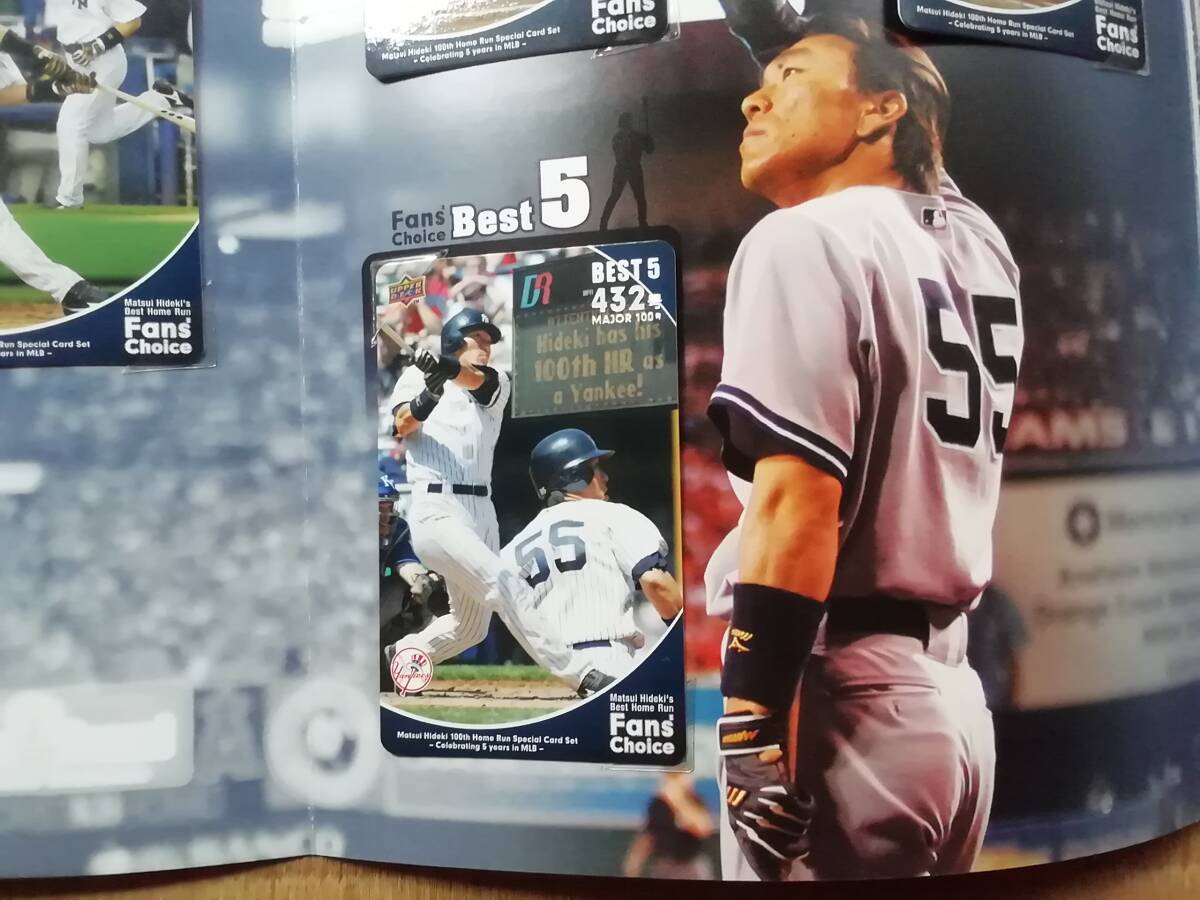 Fans'
Choice
Matsui Hideki 100th Home Run Special Card Set
– Celebrating 5 years in MLB –
Matsui Hideki 100th Home Run Special Card Set
– Celebrating 5 years in MLB –
Fans'
Choice
Matsui Hideki's
Best Home Run
Fans'
Choice
Run Special Card Set
ars in MLB –
Fans'
Choice
Best 5
UPPER
DECK
BEST 5
432
MAJOR 100
Hideki has his
100th HR as
a Yankee!
55
Yankees
Matsui Hideki's
Best Home Run
Fans'
Choice
Matsui Hideki 100th Home Run Special Card Set
– Celebrating 5 years in MLB –
55